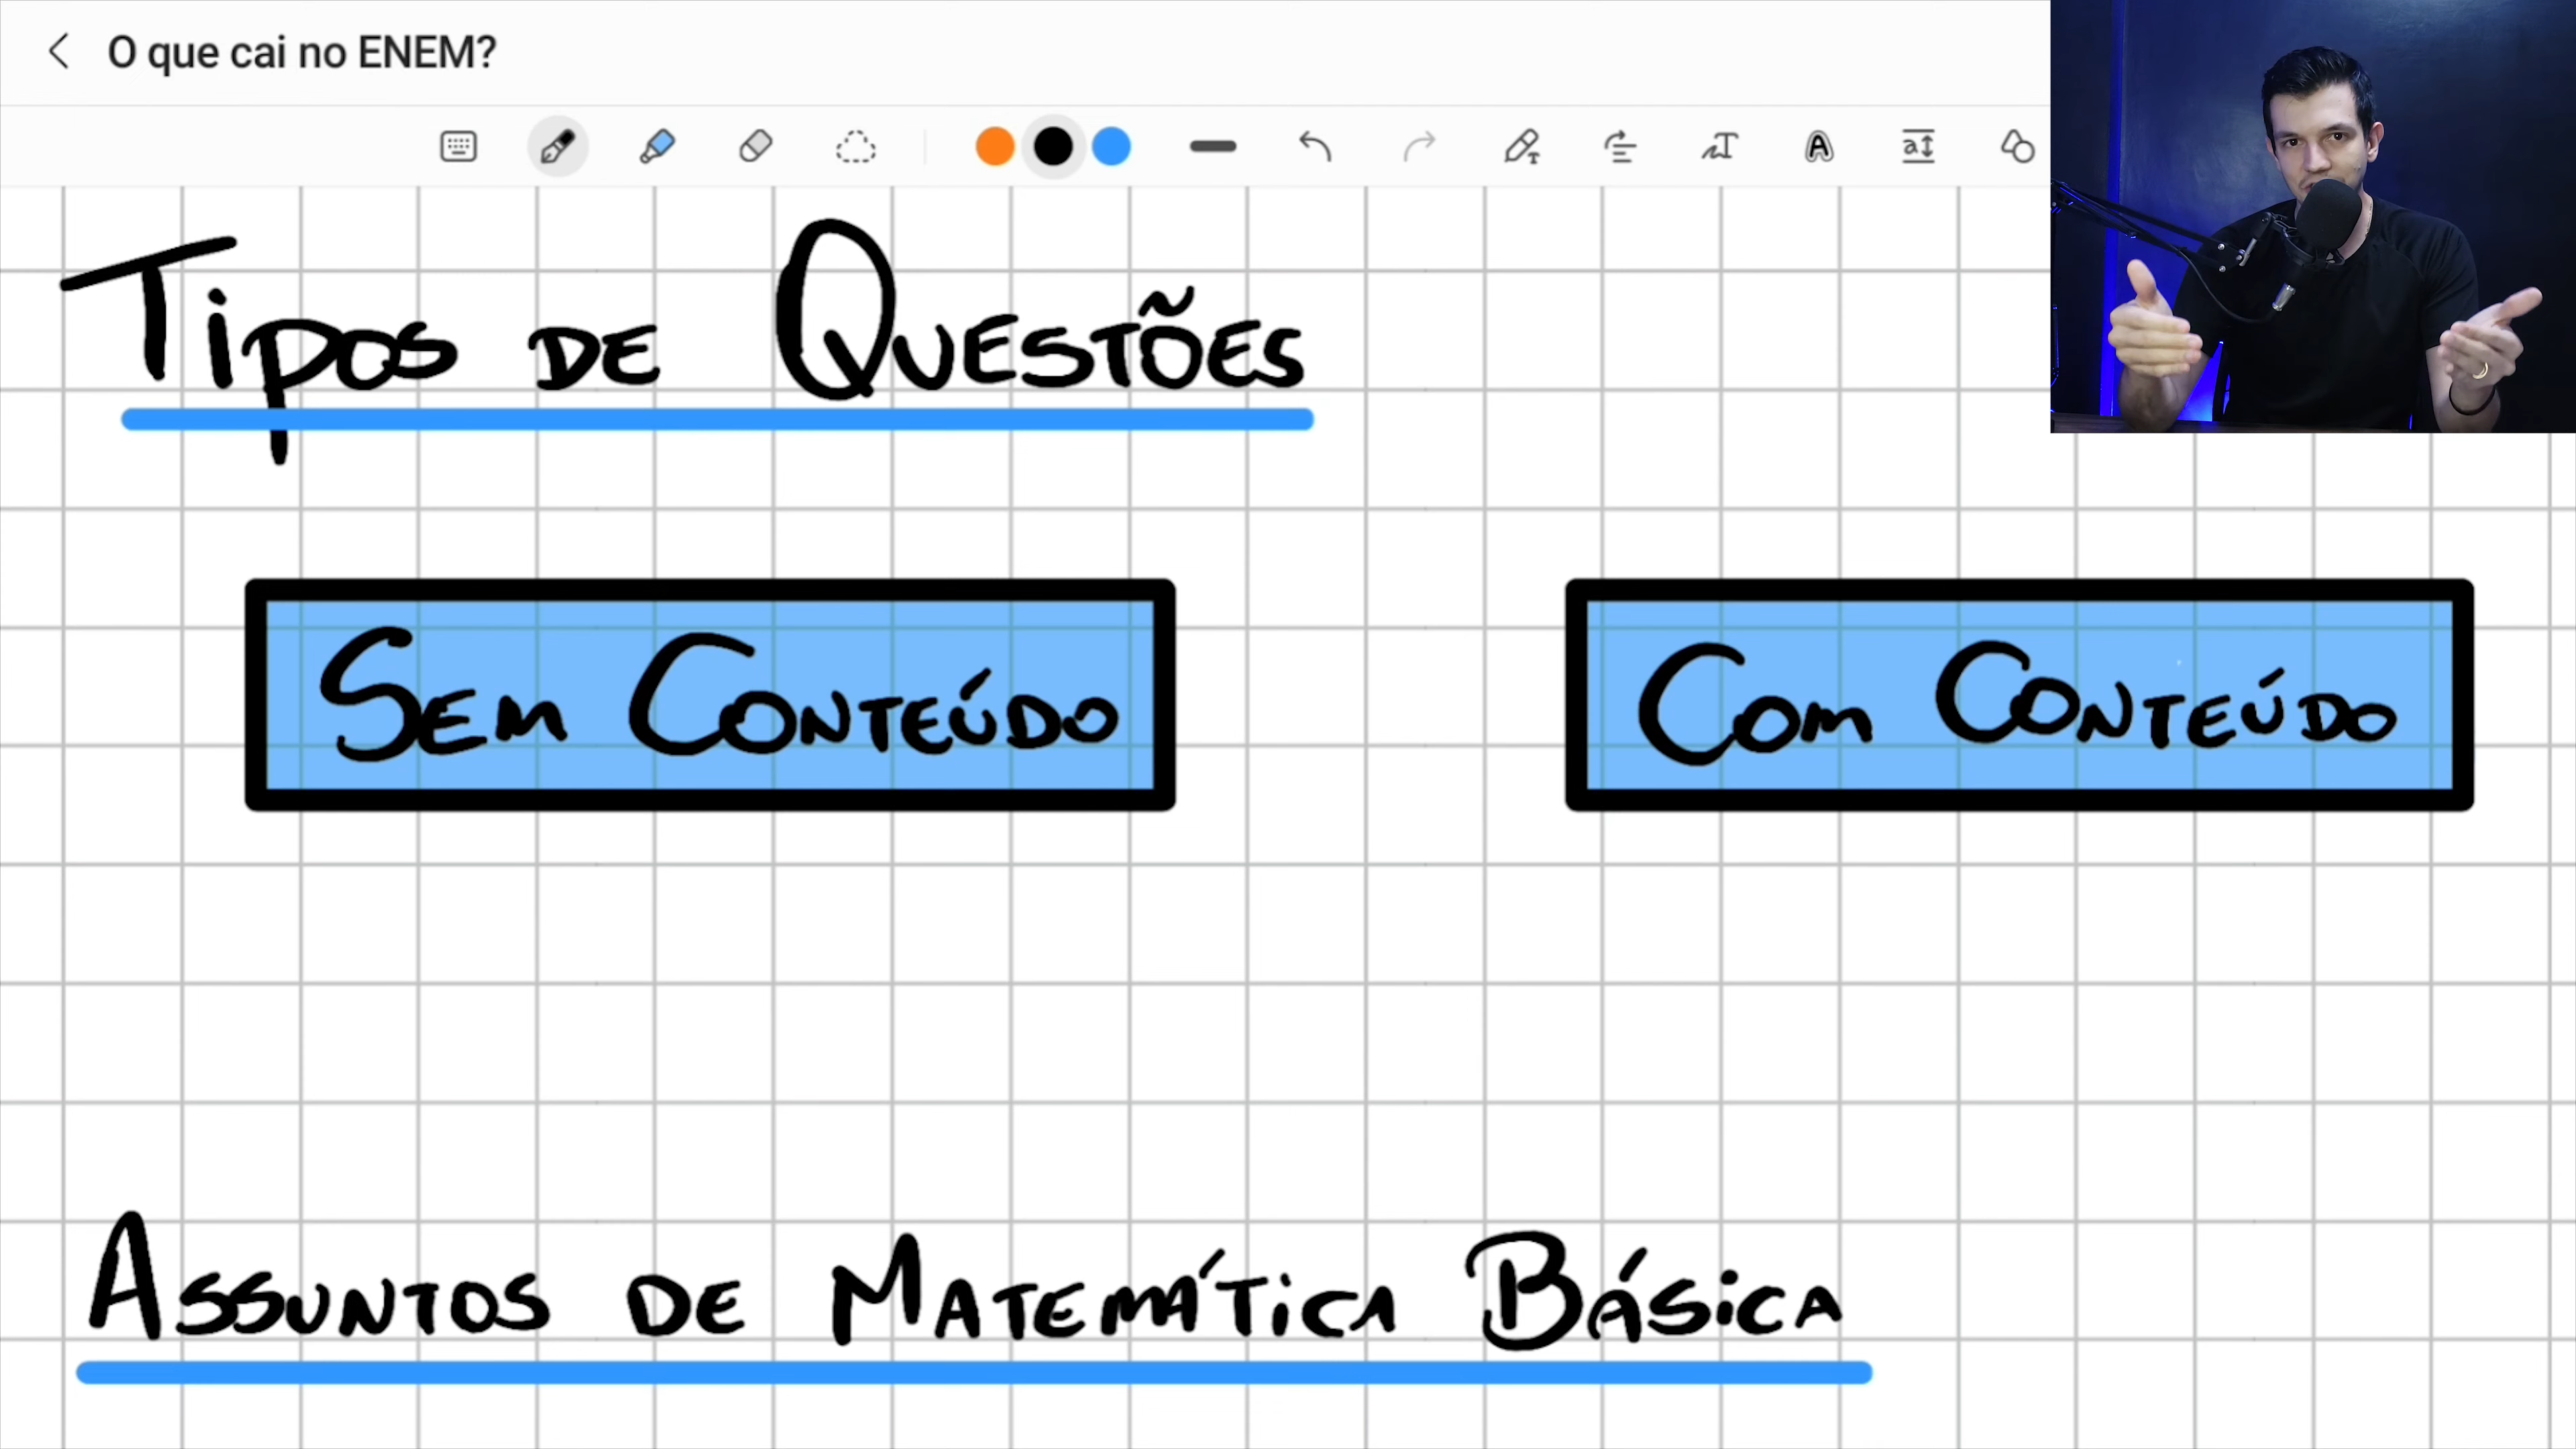 O que cai no ENEM?
Tipos de Questões
Sem Conteúdo
Com Conteúdo
Assuntos de Matemática Básica